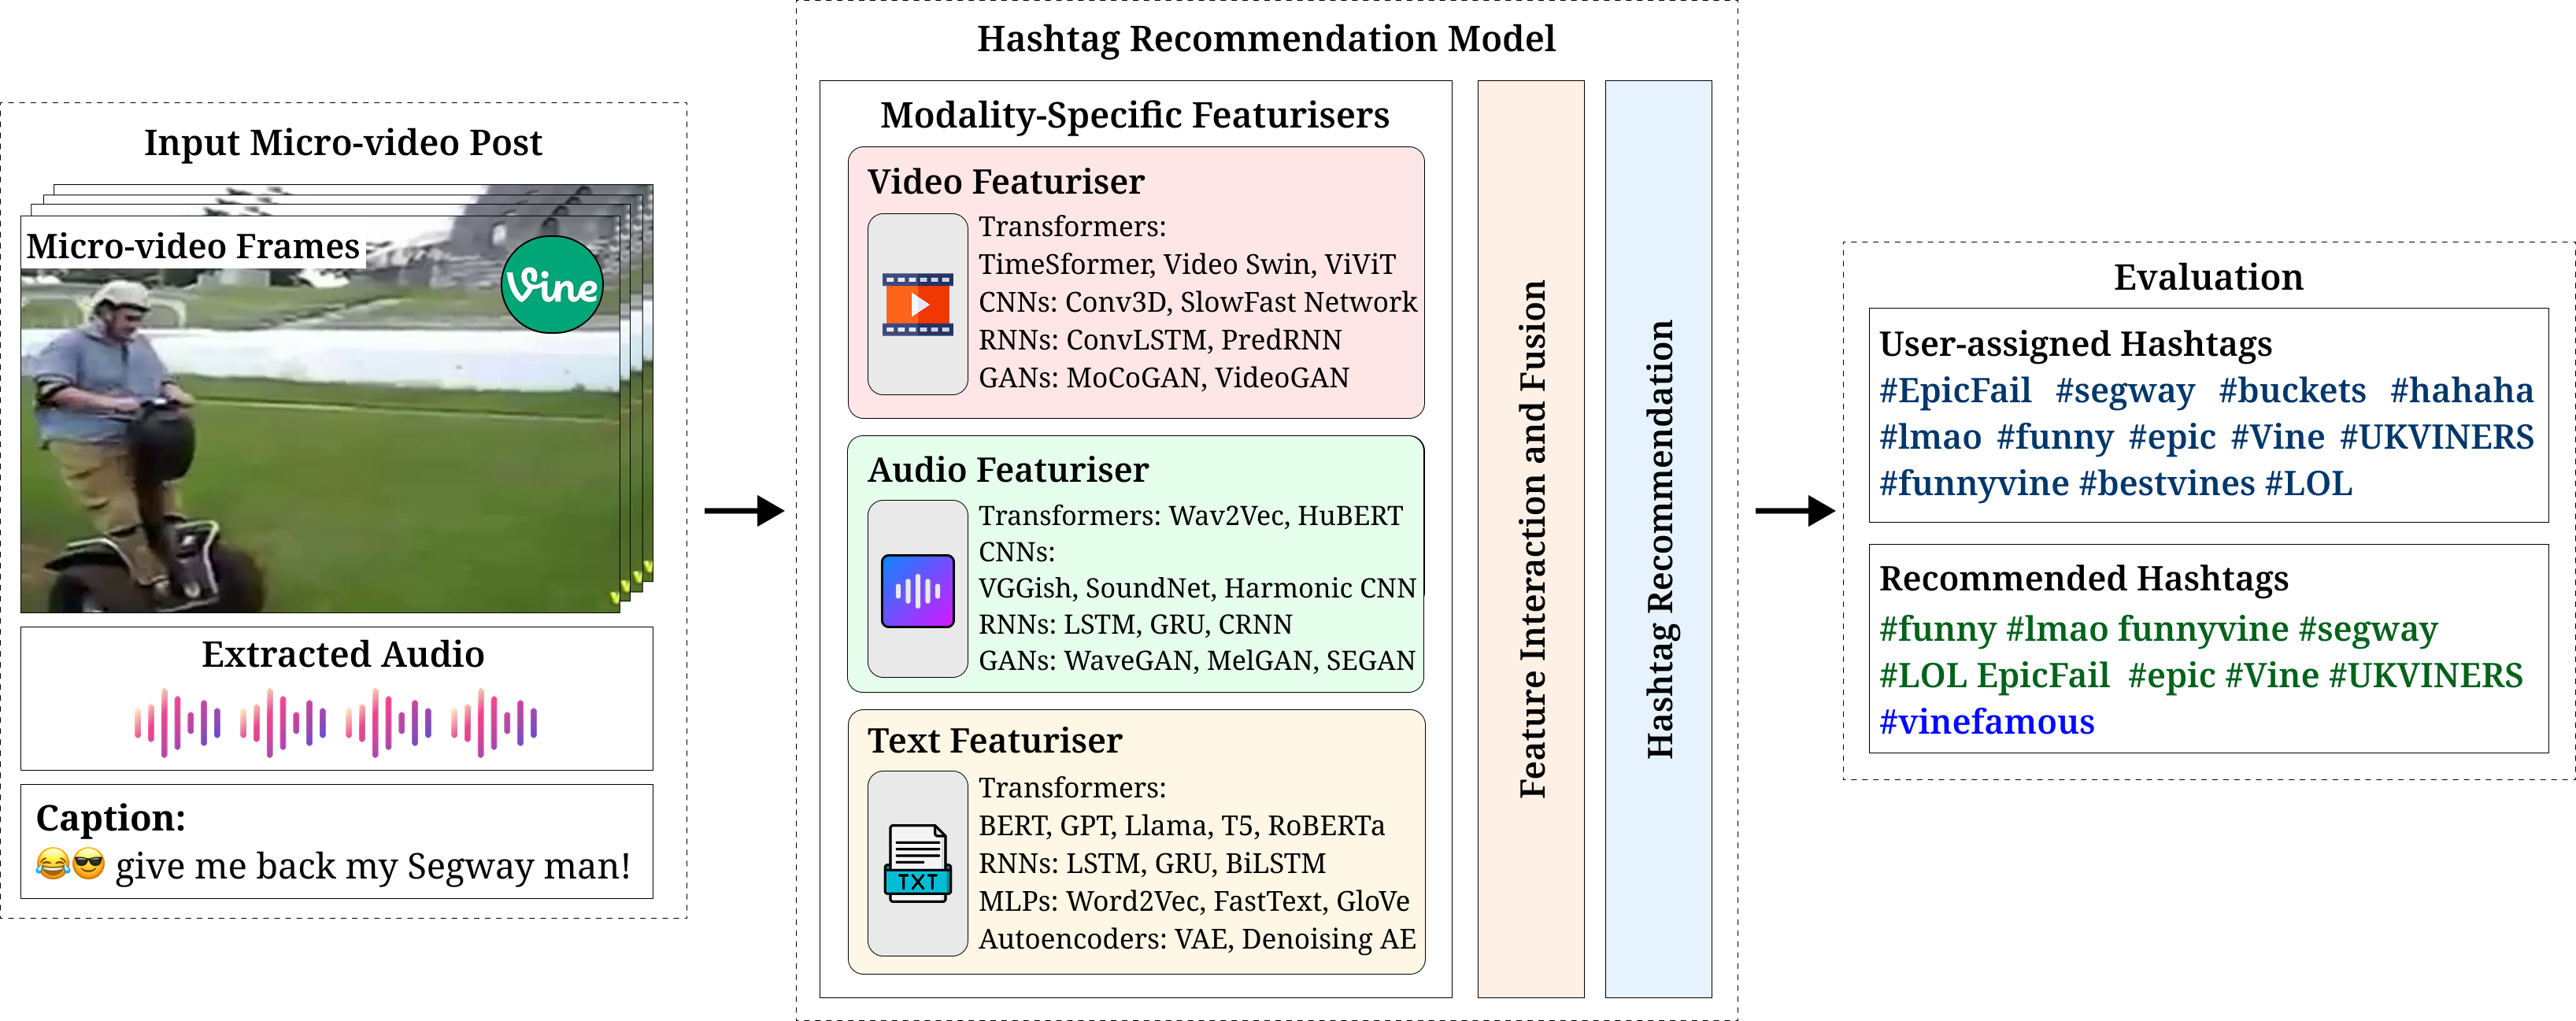 Input Micro-video Post
Micro-video Frames
Vine
Extracted Audio
Caption:
😂😎 give me back my Segway man!
Hashtag Recommendation Model
Modality-Specific Featurisers
Video Featuriser
Transformers:
TimeSformer, Video Swin, ViViT
CNNs: Conv3D, SlowFast Network
RNNs: ConvLSTM, PredRNN
GANs: MoCoGAN, VideoGAN
Audio Featuriser
Transformers: Wav2Vec, HuBERT
CNNs:
VGGish, SoundNet, Harmonic CNN
RNNs: LSTM, GRU, CRNN
GANs: WaveGAN, MelGAN, SEGAN
Text Featuriser
TXT
Transformers:
BERT, GPT, Llama, T5, RoBERTa
RNNs: LSTM, GRU, BiLSTM
MLPs: Word2Vec, FastText, GloVe
Autoencoders: VAE, Denoising AE
Feature Interaction and Fusion
Hashtag Recommendation
Evaluation
User-assigned Hashtags
#EpicFail #segway #buckets #hahaha
#lmao #funny #epic #Vine #UKVINERS
#funnyvine #bestvines #LOL
Recommended Hashtags
#funny #lmao funnyvine #segway
#LOL EpicFail #epic #Vine #UKVINERS
#vinefamous